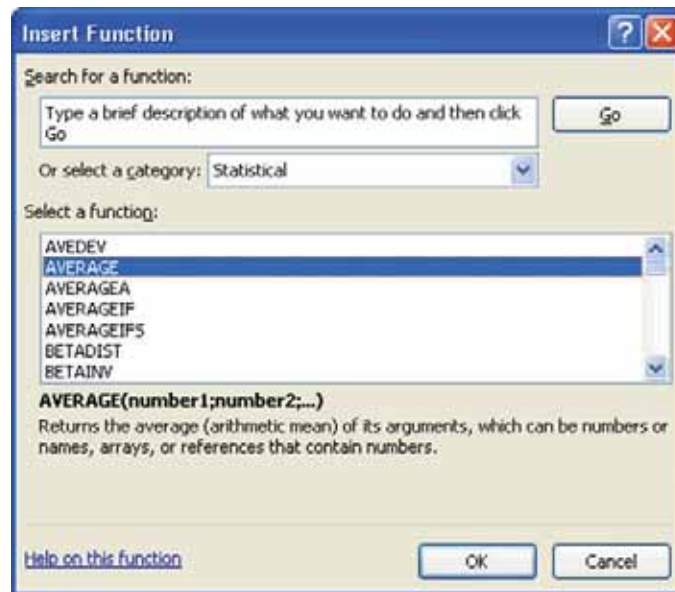 Insert Function
Search for a function:
Type a brief description of what you want to do and then click
Go
Go
Or select a category: Statistical
Select a function:
AVEDEV
AVERAGE
AVERAGEA
AVERAGEIF
AVERAGEIFS
BETADIST
BETAINV
AVERAGE(number1;number2;...)
Returns the average (arithmetic mean) of its arguments, which can be numbers or
names, arrays, or references that contain numbers.
Help on this function
OK
Cancel